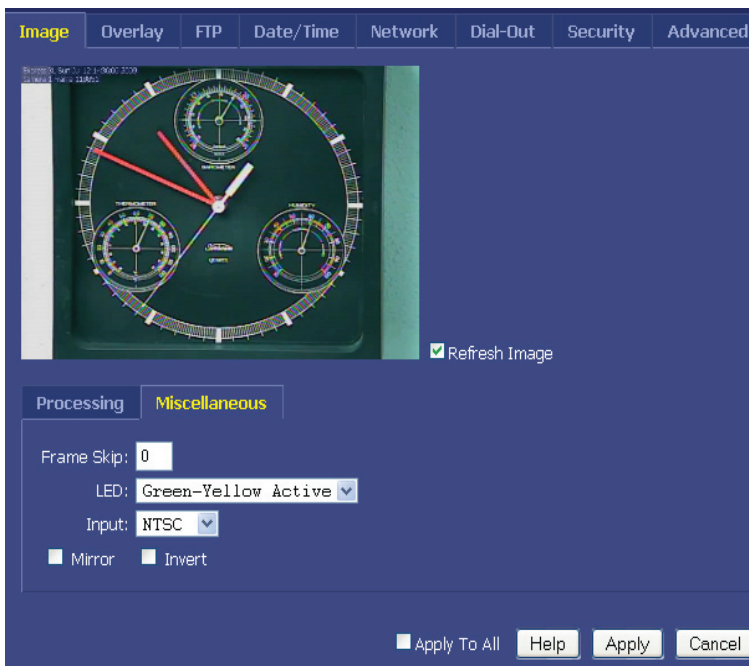 Image Overlay FTP Date/Time Network Dial-Out Security Advanced
BAROMETER
THERMOMETER
HUMIDITY
QUARTZ
Refresh Image
Processing Miscellaneous
Frame Skip: 0
LED: Green-Yellow Active
Input: NTSC
Mirror Invert
Apply To All Help Apply Cancel